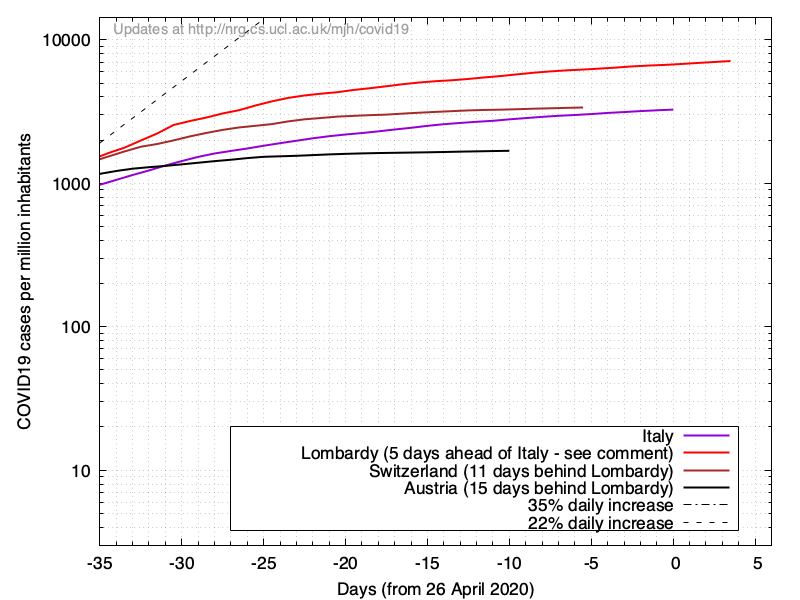 Updates at http://nrg.cs.ucl.ac.uk/mjh/covid19
10000
1000
100
10
COVID19 cases per million inhabitants
Italy
Lombardy (5 days ahead of Italy - see comment)
Switzerland (11 days behind Lombardy)
Austria (15 days behind Lombardy)
35% daily increase
22% daily increase
-35 -30 -25 -20 -15 -10 -5 0 5
Days (from 26 April 2020)